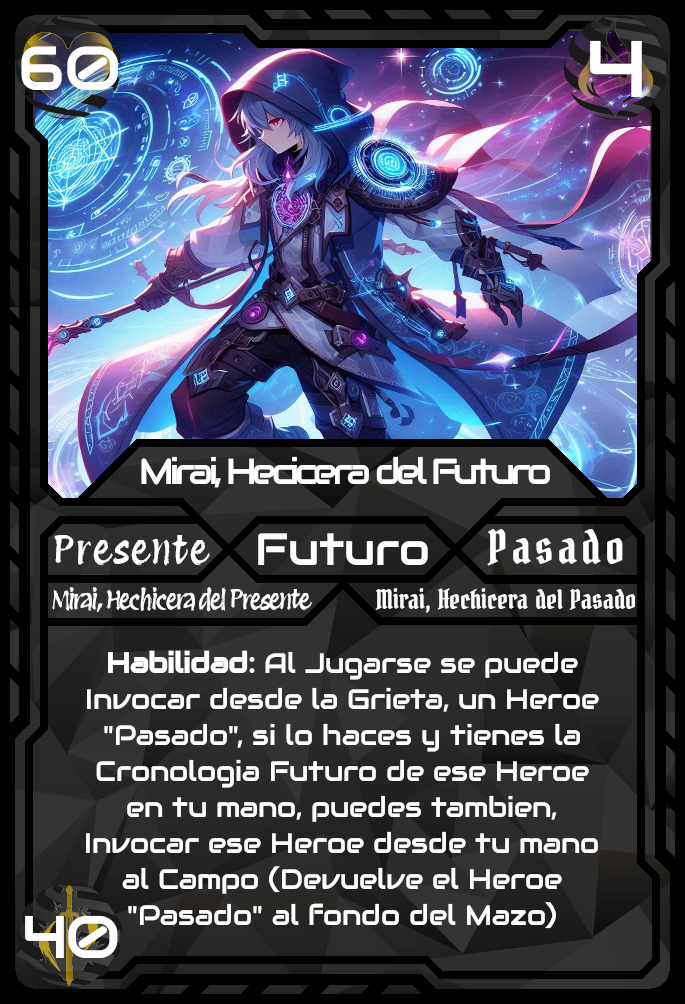 60
4
Mirai, Hecicera del Futuro
Presente
Futuro
Pasado
Mirai, Hechicera del Presente
Mirai, Hechicera del Pasado
Habilidad: Al Jugarse se puede
Invocar desde la Grieta, un Heroe
"Pasado", si lo haces y tienes la
Cronologia Futuro de ese Heroe
en tu mano, puedes tambien,
Invocar ese Heroe desde tu mano
al Campo (Devuelve el Heroe
"Pasado" al fondo del Mazo)
40